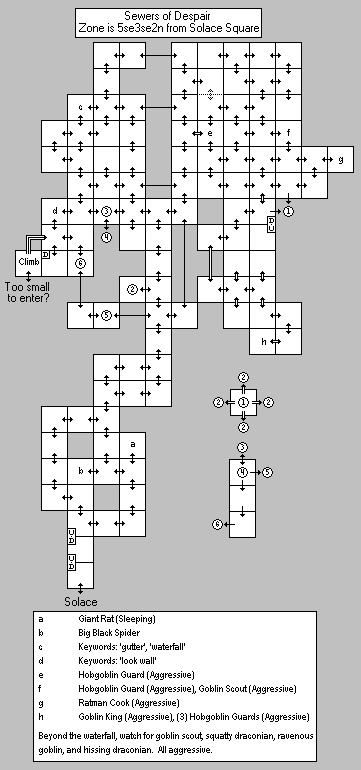 Sewers of Despair
Zone is 5se3se2n from Solace Square
c
e
f
g
d
3
1
4
D
U
D
6
Climb
Too small
to enter?
2
5
h
2
2
1
2
2
a
3
b
4
5
6
U
D
U
D
Solace
a Giant Rat (Sleeping)
b Big Black Spider
c Keywords: 'gutter', 'waterfall'
d Keywords: 'look wall'
e Hobgoblin Guard (Aggressive)
f Hobgoblin Guard (Aggressive), Goblin Scout (Aggressive)
g Ratman Cook (Aggressive)
h Goblin King (Aggressive), (3) Hobgoblin Guards (Aggressive)
Beyond the waterfall, watch for goblin scout, squatty draconian, ravenous
goblin, and hissing draconian. All aggressive.